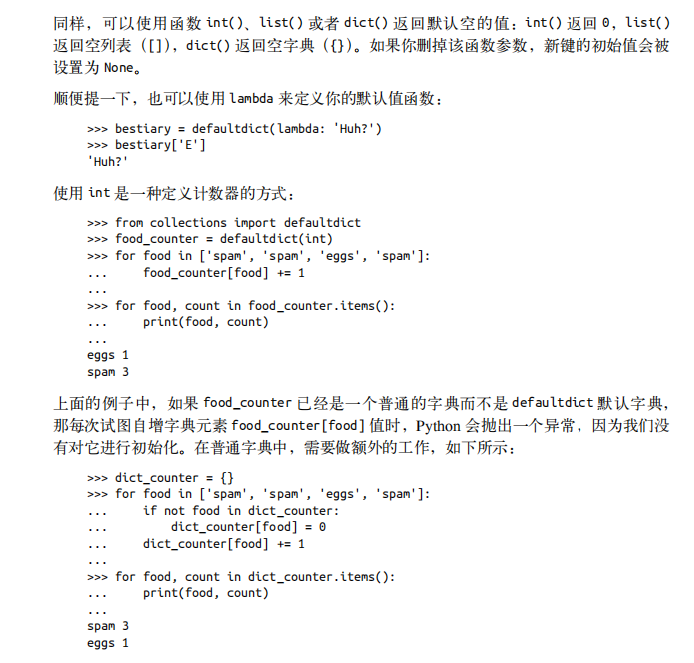 同样，可以使用函数 int()、list() 或者 dict() 返回默认空的值：int() 返回 0，list()
返回空列表（[]），dict() 返回空字典（{}）。如果你删掉该函数参数，新键的初始值会被
设置为 None。
顺便提一下，也可以使用 lambda 来定义你的默认值函数：
>>> bestiary = defaultdict(lambda: 'Huh?')
>>> bestiary['E']
'Huh?'
使用 int 是一种定义计数器的方式：
>>> from collections import defaultdict
>>> food_counter = defaultdict(int)
>>> for food in ['spam', 'spam', 'eggs', 'spam']:
...     food_counter[food] += 1
...
>>> for food, count in food_counter.items():
...     print(food, count)
...
eggs 1
spam 3
上面的例子中，如果 food_counter 已经是一个普通的字典而不是 defaultdict 默认字典，
那每次试图自增字典元素 food_counter[food] 值时，Python 会抛出一个异常，因为我们没
有对它进行初始化。在普通字典中，需要做额外的工作，如下所示：
>>> dict_counter = {}
>>> for food in ['spam', 'spam', 'eggs', 'spam']:
...     if not food in dict_counter:
...         dict_counter[food] = 0
...     dict_counter[food] += 1
...
>>> for food, count in dict_counter.items():
...     print(food, count)
...
spam 3
eggs 1